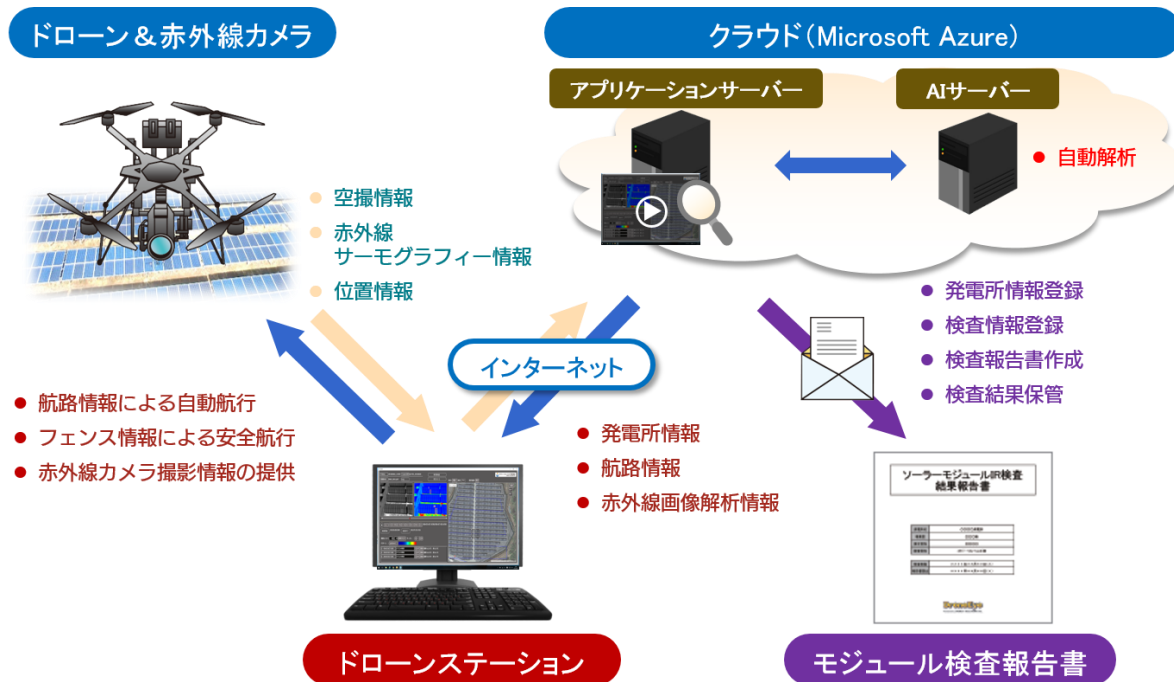 ドローン＆赤外線カメラ
クラウド（Microsoft Azure）
アプリケーションサーバー
AIサーバー
自動解析
空撮情報
赤外線
サーモグラフィー情報
位置情報
発電所情報登録
検査情報登録
検査報告書作成
検査結果保管
インターネット
航路情報による自動航行
フェンス情報による安全航行
赤外線カメラ撮影情報の提供
発電所情報
航路情報
赤外線画像解析情報
ソーラーモジュールIR検査
結果報告書
ドローンステーション
モジュール検査報告書